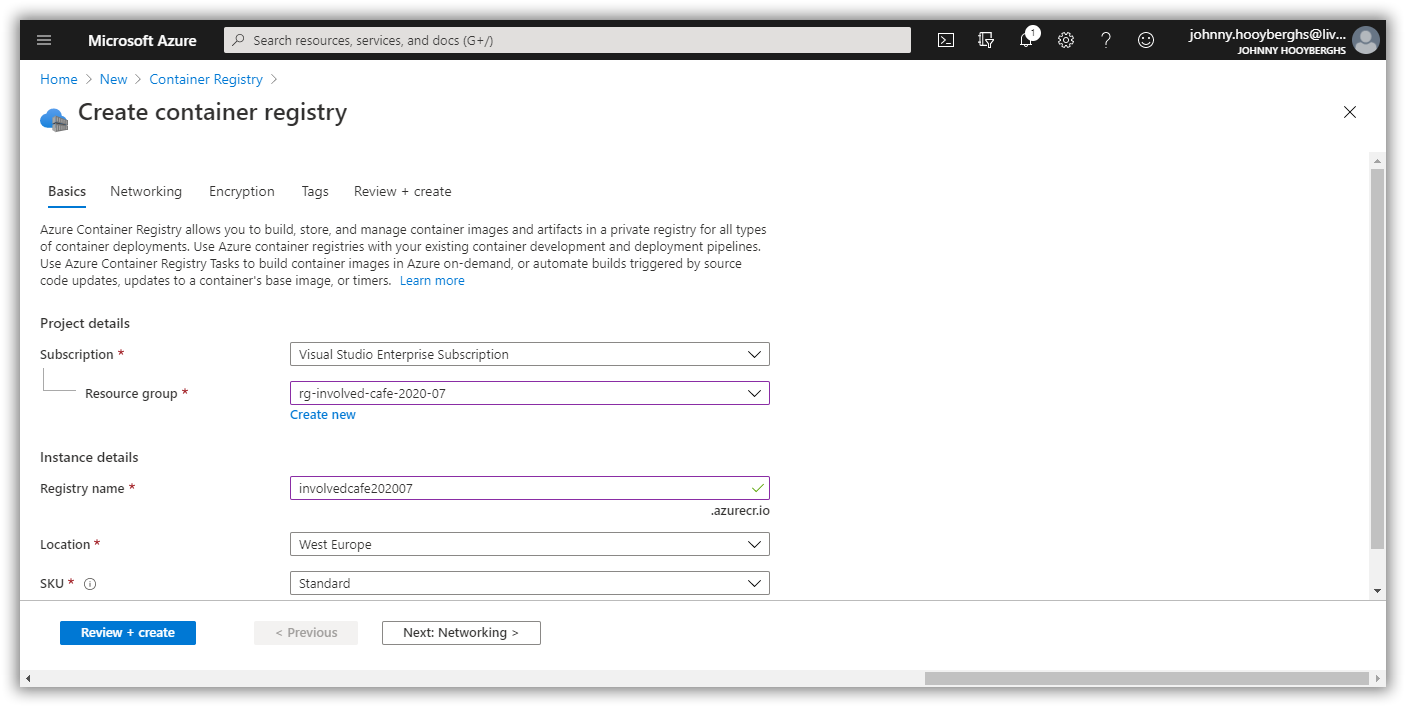 Microsoft Azure
Search resources, services, and docs (G+/)
1
johnny.hooyberghs@liv...
JOHNNY HOOYBERGHS
Home > New > Container Registry >
Create container registry
Basics Networking Encryption Tags Review + create
Azure Container Registry allows you to build, store, and manage container images and artifacts in a private registry for all types
of container deployments. Use Azure container registries with your existing container development and deployment pipelines.
Use Azure Container Registry Tasks to build container images in Azure on-demand, or automate builds triggered by source
code updates, updates to a container's base image, or timers. Learn more
Project details
Subscription * Visual Studio Enterprise Subscription
Resource group * rg-involved-cafe-2020-07
Create new
Instance details
Registry name * involvedcafe202007
.azurecr.io
Location * West Europe
SKU * Standard
Review + create < Previous Next: Networking >